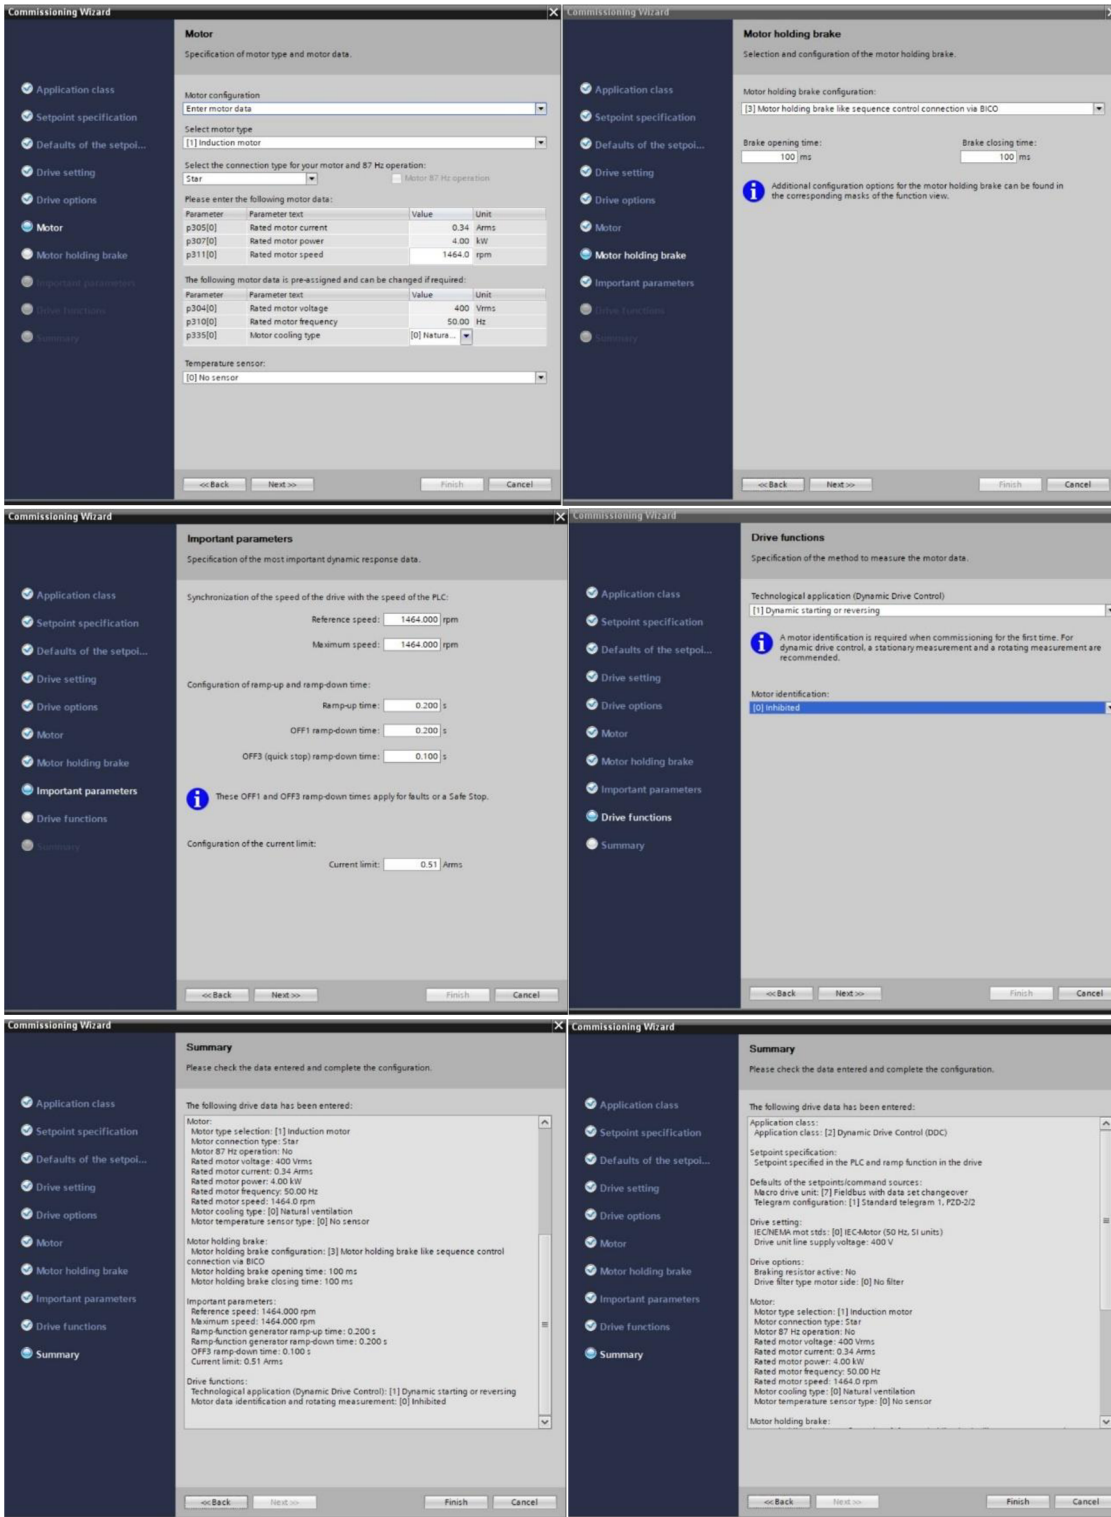 Commissioning Wizard
Motor
Specification of motor type and motor data.
Application class
Setpoint specification
Defaults of the setpoi...
Drive setting
Drive options
Motor
Motor holding brake
Important parameters
Drive functions
Summary
Motor configuration
Enter motor data
Select motor type
[1] Induction motor
Select the connection type for your motor and 87 Hz operation:
Star
Motor 87 Hz operation
Please enter the following motor data:
Parameter Parameter text Value Unit
p305[0] Rated motor current 0.34 Arms
p307[0] Rated motor power 4.00 kW
p311[0] Rated motor speed 1464.0 rpm
The following motor data is pre-assigned and can be changed if required:
Parameter Parameter text Value Unit
p304[0] Rated motor voltage 400 Vrms
p310[0] Rated motor frequency 50.00 Hz
p335[0] Motor cooling type [0] Natura...
Temperature sensor:
[0] No sensor
<< Back Next >> Finish Cancel
Commissioning Wizard
Motor holding brake
Selection and configuration of the motor holding brake.
Application class
Setpoint specification
Defaults of the setpoi...
Drive setting
Drive options
Motor
Motor holding brake
Important parameters
Drive functions
Summary
Motor holding brake configuration:
[3] Motor holding brake like sequence control connection via BICO
Brake opening time: Brake closing time:
100 ms 100 ms
Additional configuration options for the motor holding brake can be found in
the corresponding masks of the function view.
<< Back Next >> Finish Cancel
Commissioning Wizard
Important parameters
Specification of the most important dynamic response data.
Application class
Setpoint specification
Defaults of the setpoi...
Drive setting
Drive options
Motor
Motor holding brake
Important parameters
Drive functions
Summary
Synchronization of the speed of the drive with the speed of the PLC:
Reference speed: 1464.000 rpm
Maximum speed: 1464.000 rpm
Configuration of ramp-up and ramp-down time:
Ramp-up time: 0.200 s
OFF1 ramp-down time: 0.200 s
OFF3 (quick stop) ramp-down time: 0.100 s
These OFF1 and OFF3 ramp-down times apply for faults or a Safe Stop.
Configuration of the current limit:
Current limit: 0.51 Arms
<< Back Next >> Finish Cancel
Commissioning Wizard
Drive functions
Specification of the method to measure the motor data.
Application class
Setpoint specification
Defaults of the setpoi...
Drive setting
Drive options
Motor
Motor holding brake
Important parameters
Drive functions
Summary
Technological application (Dynamic Drive Control)
[1] Dynamic starting or reversing
A motor identification is required when commissioning for the first time. For
dynamic drive control, a stationary measurement and a rotating measurement are
recommended.
Motor identification:
[0] Inhibited
<< Back Next >> Finish Cancel
Commissioning Wizard
Summary
Please check the data entered and complete the configuration.
Application class
Setpoint specification
Defaults of the setpoi...
Drive setting
Drive options
Motor
Motor holding brake
Important parameters
Drive functions
Summary
The following drive data has been entered:
Motor:
Motor type selection: [1] Induction motor
Motor connection type: Star
Motor 87 Hz operation: No
Rated motor voltage: 400 Vrms
Rated motor current: 0.34 Arms
Rated motor power: 4.00 kW
Rated motor frequency: 50.00 Hz
Rated motor speed: 1464.0 rpm
Motor cooling type: [0] Natural ventilation
Motor temperature sensor type: [0] No sensor
Motor holding brake:
Motor holding brake configuration: [3] Motor holding brake like sequence control
connection via BICO
Motor holding brake opening time: 100 ms
Motor holding brake closing time: 100 ms
Important parameters:
Reference speed: 1464.000 rpm
Maximum speed: 1464.000 rpm
Ramp-function generator ramp-up time: 0.200 s
Ramp-function generator ramp-down time: 0.200 s
OFF3 ramp-down time: 0.100 s
Current limit: 0.51 Arms
Drive functions:
Technological application (Dynamic Drive Control): [1] Dynamic starting or reversing
Motor data identification and rotating measurement: [0] Inhibited
<< Back Next >> Finish Cancel
Commissioning Wizard
Summary
Please check the data entered and complete the configuration.
Application class
Setpoint specification
Defaults of the setpoi...
Drive setting
Drive options
Motor
Motor holding brake
Important parameters
Drive functions
Summary
The following drive data has been entered:
Application class:
Application class: [2] Dynamic Drive Control (DDC)
Setpoint specification:
Setpoint specified in the PLC and ramp function in the drive
Defaults of the setpoints/command sources:
Macro drive unit: [7] Fieldbus with data set changeover
Telegram configuration: [1] Standard telegram 1, PZD-2/2
Drive setting:
IEC/NEMA mot stds: [0] IEC-Motor (50 Hz, SI units)
Drive unit line supply voltage: 400 V
Drive options:
Braking resistor active: No
Drive filter type motor side: [0] No filter
Motor:
Motor type selection: [1] Induction motor
Motor connection type: Star
Motor 87 Hz operation: No
Rated motor voltage: 400 Vrms
Rated motor current: 0.34 Arms
Rated motor power: 4.00 kW
Rated motor frequency: 50.00 Hz
Rated motor speed: 1464.0 rpm
Motor cooling type: [0] Natural ventilation
Motor temperature sensor type: [0] No sensor
Motor holding brake:
<< Back Next >> Finish Cancel